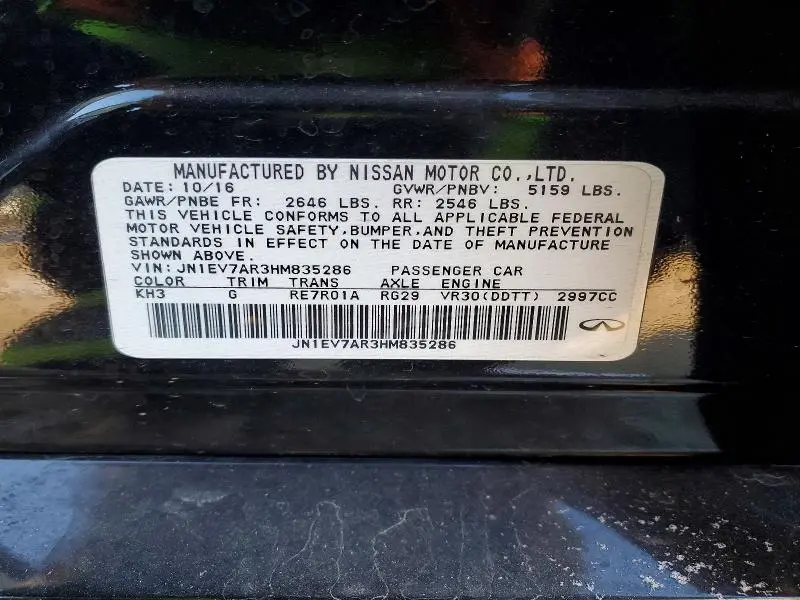 MANUFACTURED BY NISSAN MOTOR CO.,LTD.
DATE: 10/16 GVWR/PNBV: 5159 LBS.
GAWR/PNBE FR: 2646 LBS. RR: 2546 LBS.
THIS VEHICLE CONFORMS TO ALL APPLICABLE FEDERAL
MOTOR VEHICLE SAFETY,BUMPER,AND THEFT PREVENTION
STANDARDS IN EFFECT ON THE DATE OF MANUFACTURE
SHOWN ABOVE.
VIN: JN1EV7AR3HM835286 PASSENGER CAR
COLOR TRIM TRANS AXLE ENGINE
KH3 G RE7R01A RG29 VR30(DDTT) 2997CC
JN1EV7AR3HM835286